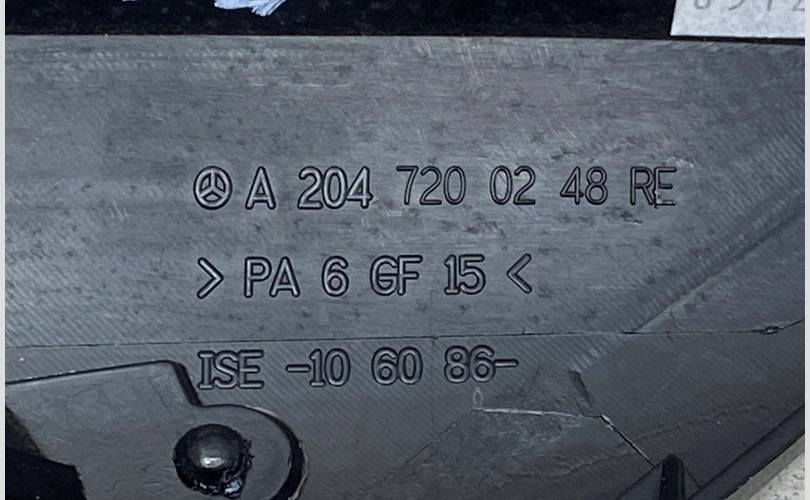 A 204 720 02 48 RE
> PA 6 GF 15 <
ISE -10 60 86-